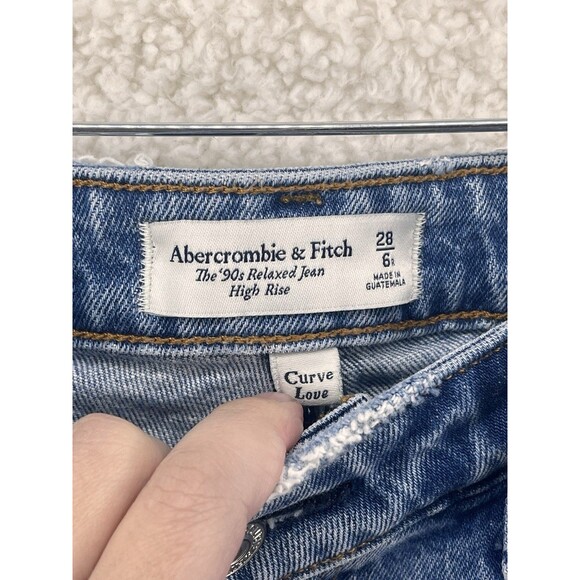 Abercrombie & Fitch
The '90s Relaxed Jean
High Rise
28
6R
MADE IN
GUATEMALA
Curve
Love